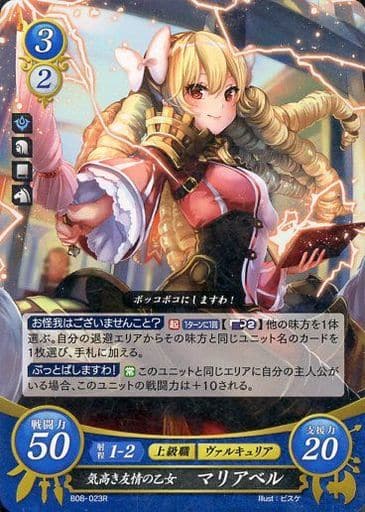 3
2
ボッコボコにしますわ!
お怪我はございませんこと? 起 1ターンに1回【 2】他の味方を1体
選ぶ。自分の退避エリアからその味方と同じユニット名のカードを
1枚選び、手札に加える。
ぶっとばしますわ! 常 このユニットと同じエリアに自分の主人公が
いる場合、このユニットの戦闘力は+10される。
戦闘力
50
射程 1-2 上級職 ヴァルキュリア
支援力
20
気高き友情の乙女 マリアベル
B08-023R
Illust:ビスケ